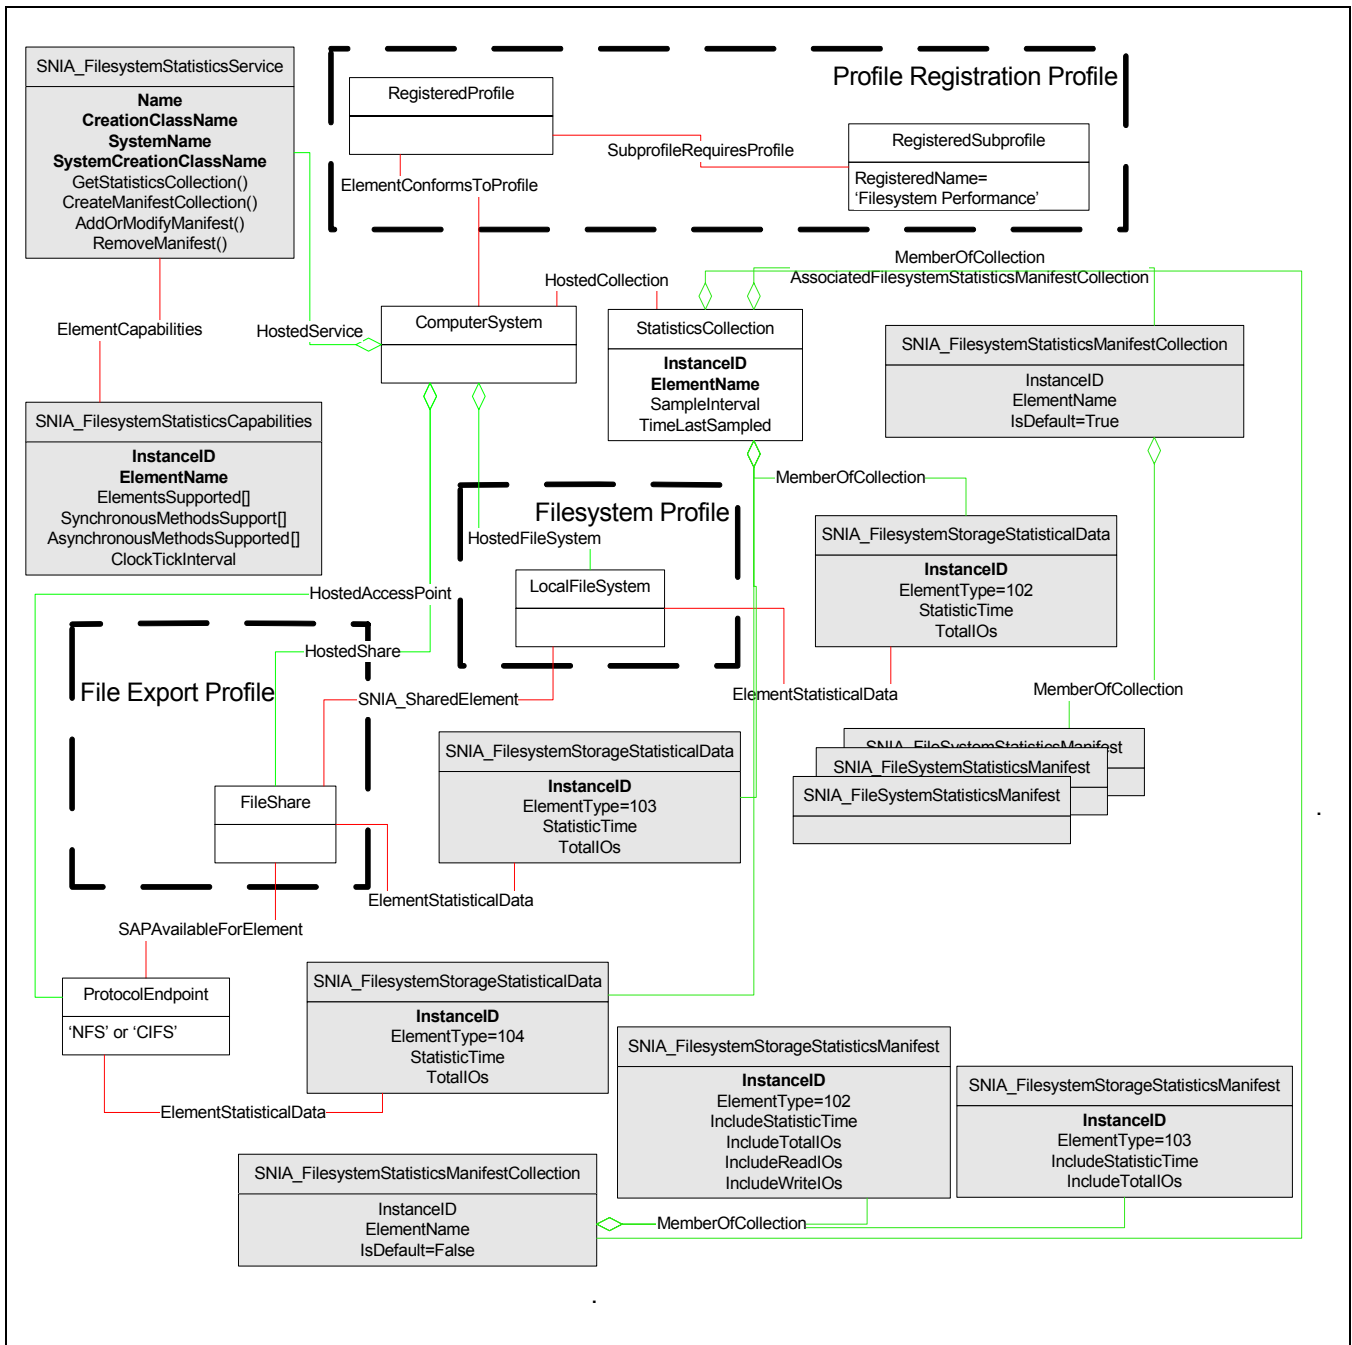 SNIA_FilesystemStatisticsService
Name
CreationClassName
SystemName
SystemCreationClassName
GetStatisticsCollection()
CreateManifestCollection()
AddOrModifyManifest()
RemoveManifest()
Profile Registration Profile
RegisteredProfile
SubprofileRequiresProfile
RegisteredSubprofile
RegisteredName=
‘Filesystem Performance’
ElementConformsToProfile
MemberOfCollection
AssociatedFilesystemStatisticsManifestCollection
HostedCollection
ElementCapabilities
HostedService
ComputerSystem
StatisticsCollection
InstanceID
ElementName
SampleInterval
TimeLastSampled
SNIA_FilesystemStatisticsManifestCollection
InstanceID
ElementName
IsDefault=True
SNIA_FilesystemStatisticsCapabilities
InstanceID
ElementName
ElementsSupported[]
SynchronousMethodsSupport[]
AsynchronousMethodsSupported[]
ClockTickInterval
MemberOfCollection
Filesystem Profile
HostedFileSystem
LocalFileSystem
SNIA_FilesystemStorageStatisticalData
InstanceID
ElementType=102
StatisticTime
TotalIOs
HostedAccessPoint
HostedShare
File Export Profile
SNIA_SharedElement
ElementStatisticalData
MemberOfCollection
SNIA_FileSystemStatisticsManifest
SNIA_FileSystemStatisticsManifest
SNIA_FileSystemStatisticsManifest
SNIA_FilesystemStorageStatisticalData
InstanceID
ElementType=103
StatisticTime
TotalIOs
FileShare
ElementStatisticalData
SAPAvailableForElement
ProtocolEndpoint
‘NFS’ or ‘CIFS’
SNIA_FilesystemStorageStatisticalData
InstanceID
ElementType=104
StatisticTime
TotalIOs
ElementStatisticalData
SNIA_FilesystemStorageStatisticsManifest
InstanceID
ElementType=102
IncludeStatisticTime
IncludeTotalIOs
IncludeReadIOs
IncludeWriteIOs
SNIA_FilesystemStorageStatisticsManifest
InstanceID
ElementType=103
IncludeStatisticTime
IncludeTotalIOs
SNIA_FilesystemStatisticsManifestCollection
InstanceID
ElementName
IsDefault=False
MemberOfCollection